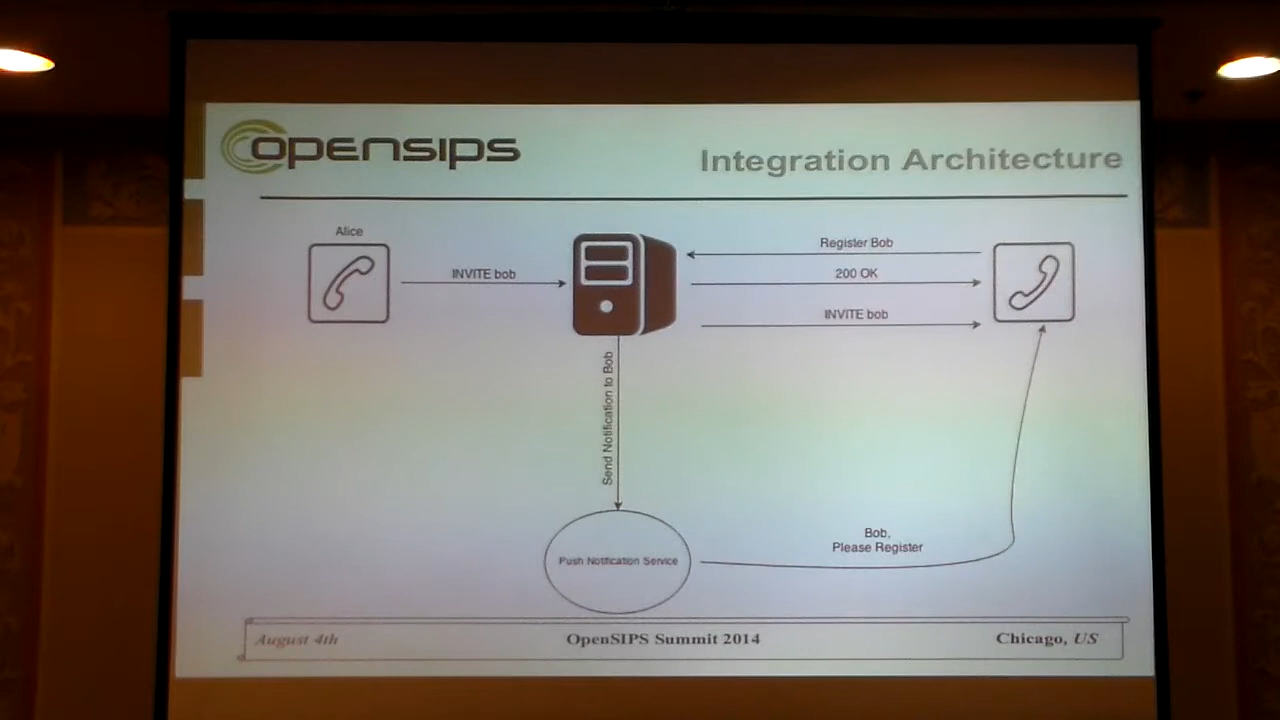 opensips
Integration Architecture
Alice
INVITE bob
Register Bob
200 OK
INVITE bob
Send Notification to Bob
Push Notification Service
Bob,
Please Register
August 4th
OpenSIPS Summit 2014
Chicago, US